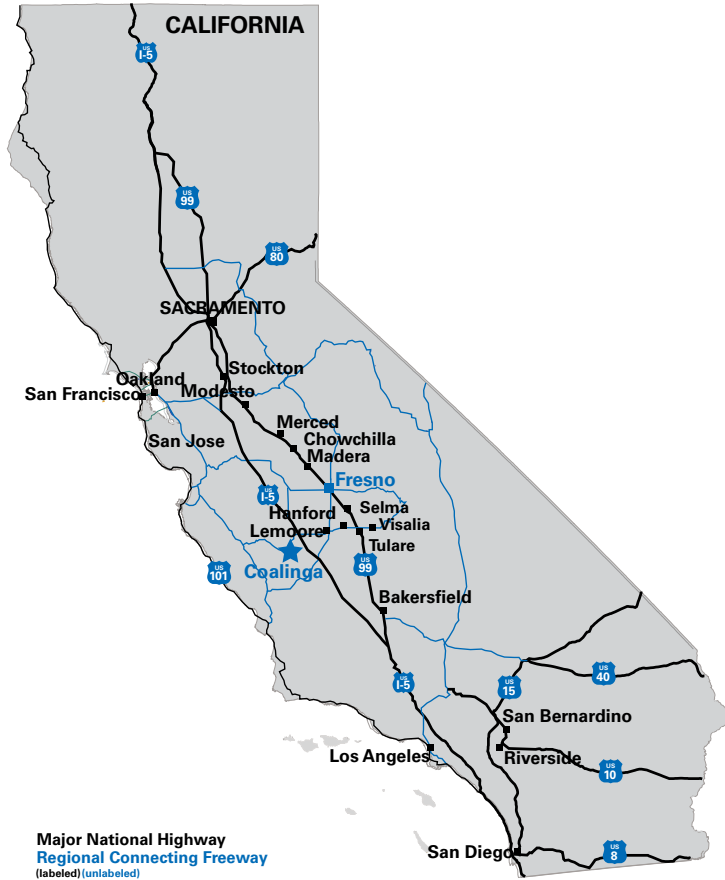 CALIFORNIA
US
I-5
US
99
US
80
SACRAMENTO
Stockton
Oakland
Modesto
San Francisco
Merced
San Jose
Chowchilla
Madera
Fresno
US
I-5
Selma
Hanford
Visalia
Lemoore
Tulare
Coalinga
US
101
US
99
Bakersfield
US
40
US
I-5
US
15
San Bernardino
Los Angeles
Riverside
US
10
Major National Highway
San Diego
US
8
Regional Connecting Freeway
(labeled) (unlabeled)